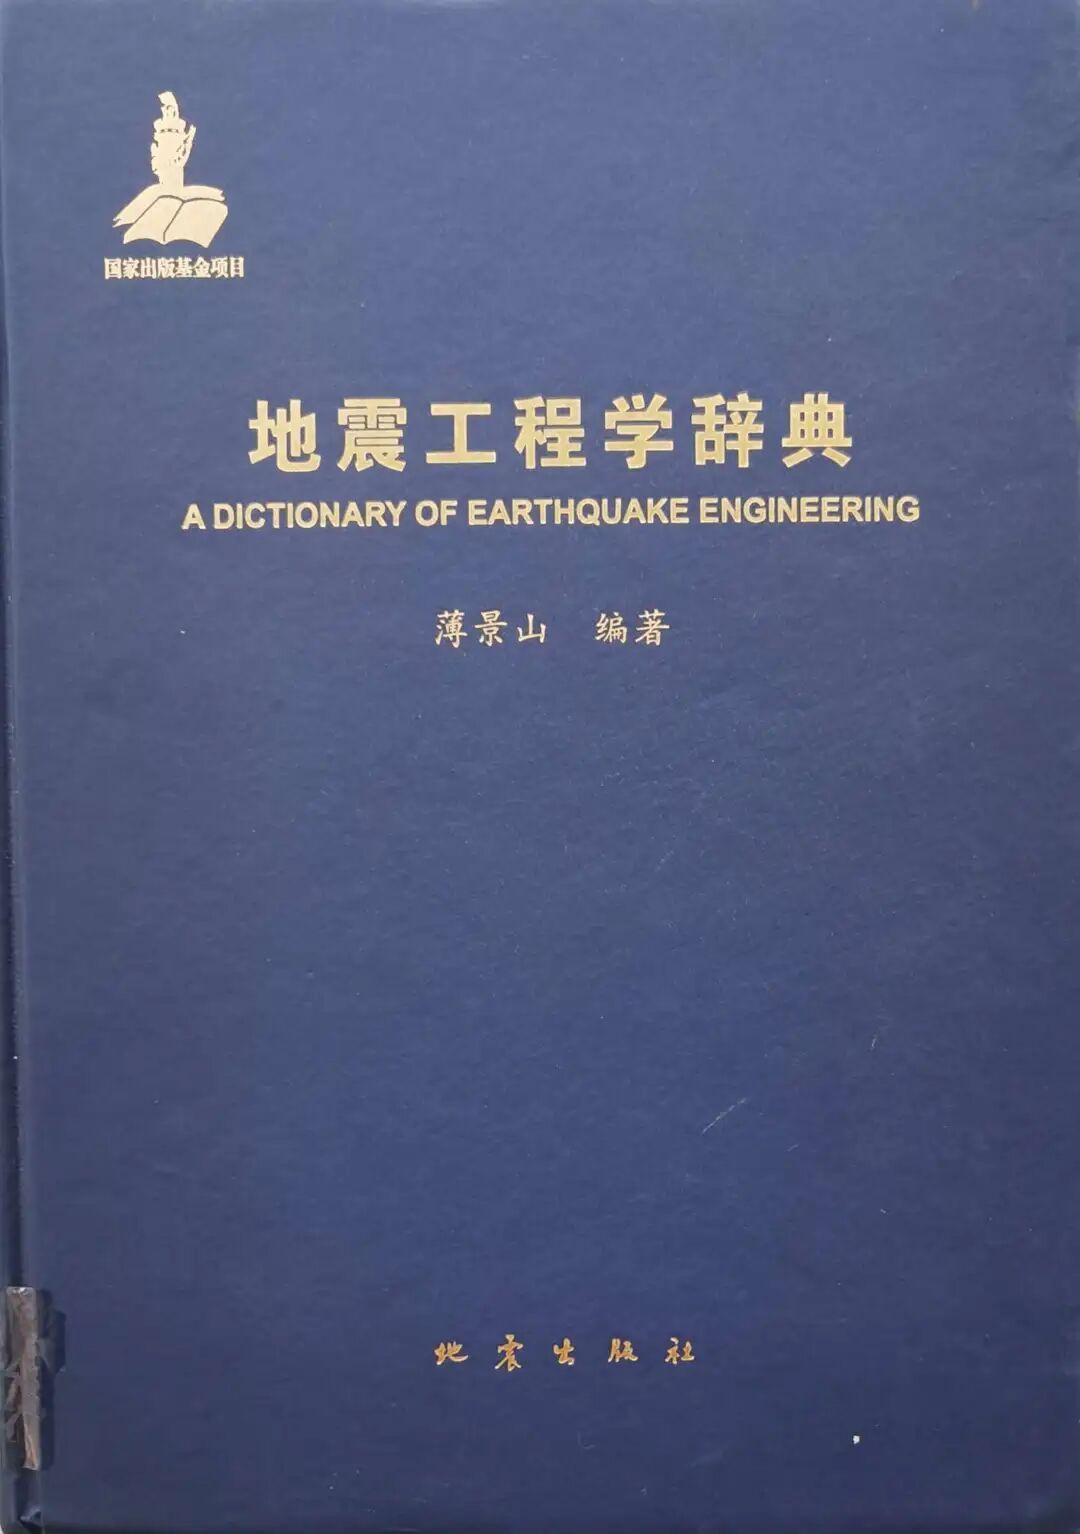 国家出版基金项目
地震工程学辞典
A DICTIONARY OF EARTHQUAKE ENGINEERING
薄景山 编著
地震出版社